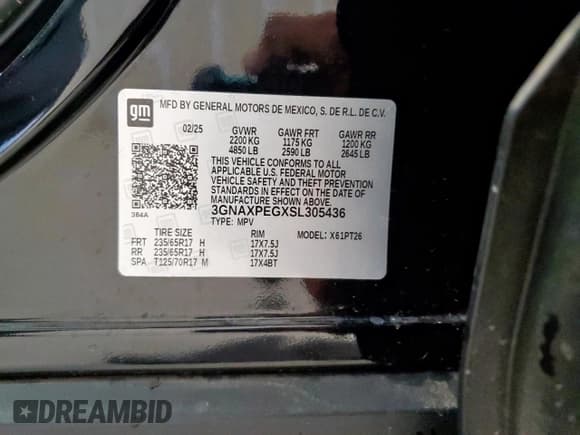 gm
MFD BY GENERAL MOTORS DE MEXICO, S. DE R.L. DE C.V.
02/25 GVWR GAWR FRT GAWR RR
2200 KG 1175 KG 1200 KG
4850 LB 2590 LB 2645 LB
THIS VEHICLE CONFORMS TO ALL
APPLICABLE U.S. FEDERAL MOTOR
VEHICLE SAFETY AND THEFT PREVENTION
STANDARDS IN EFFECT ON THE DATE
OF MANUFACTURE SHOWN ABOVE.
3GNAXPEGXSL305436
TYPE: MPV
384A
TIRE SIZE RIM MODEL: X61PT26
FRT 235/65R17 H 17X7.5J
RR 235/65R17 H 17X7.5J
SPA T125/70R17 M 17X4BT
DREAMBID